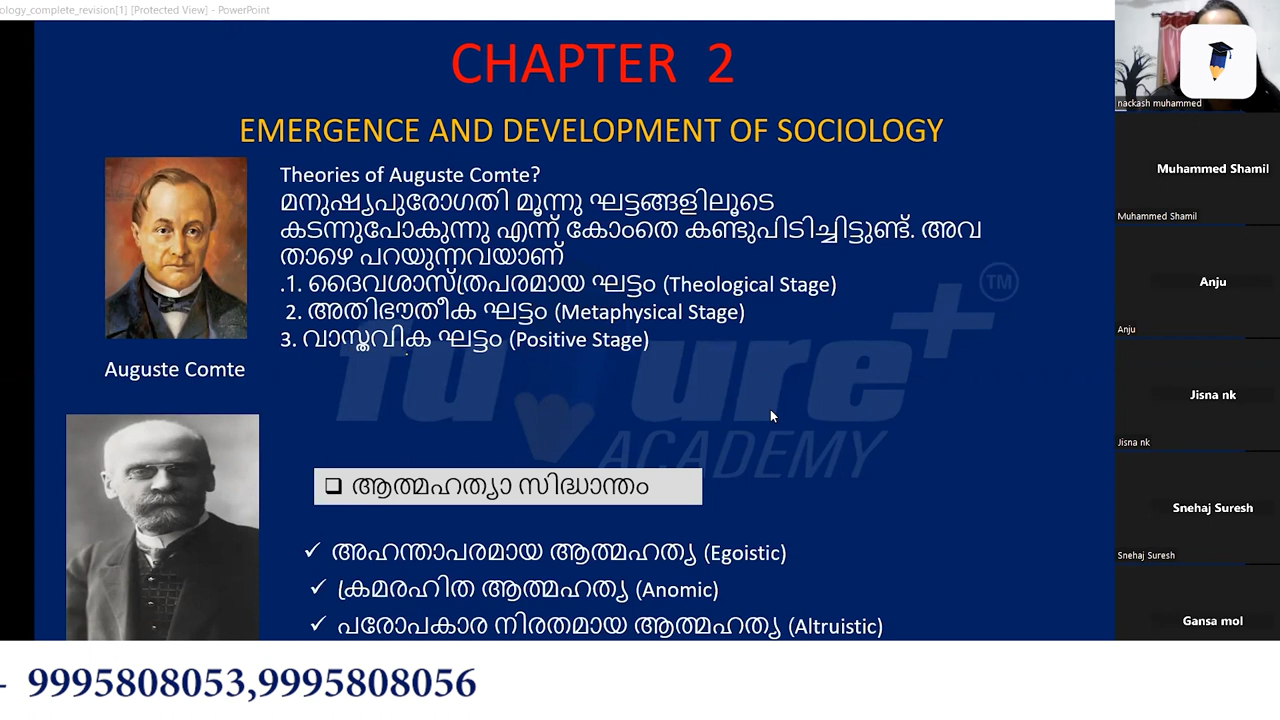 ology_complete_revision[1] [Protected View] - PowerPoint
CHAPTER 2
EMERGENCE AND DEVELOPMENT OF SOCIOLOGY
Theories of Auguste Comte?
മനുഷ്യപുരോഗതി മൂന്നു ഘട്ടങ്ങളിലൂടെ
കടന്നുപോകുന്നു എന്ന് കോംതെ കണ്ടുപിടിച്ചിട്ടുണ്ട്. അവ
താഴെ പറയുന്നവയാണ്
.1. ദൈവശാസ്ത്രപരമായ ഘട്ടം (Theological Stage)
2. അതിഭൗതീക ഘട്ടം (Metaphysical Stage)
3. വാസ്തവിക ഘട്ടം (Positive Stage)
Auguste Comte
future+ TM
ACADEMY
ആത്മഹത്യാ സിദ്ധാന്തം
✓ അഹന്താപരമായ ആത്മഹത്യ (Egoistic)
✓ ക്രമരഹിത ആത്മഹത്യ (Anomic)
✓ പരോപകാര നിരതമായ ആത്മഹത്യ (Altruistic)
nackash muhammed
Muhammed Shamil
Muhammed Shamil
Anju
Anju
Jisna nk
Jisna nk
Snehaj Suresh
Snehaj Suresh
Gansa mol
- 9995808053,9995808056